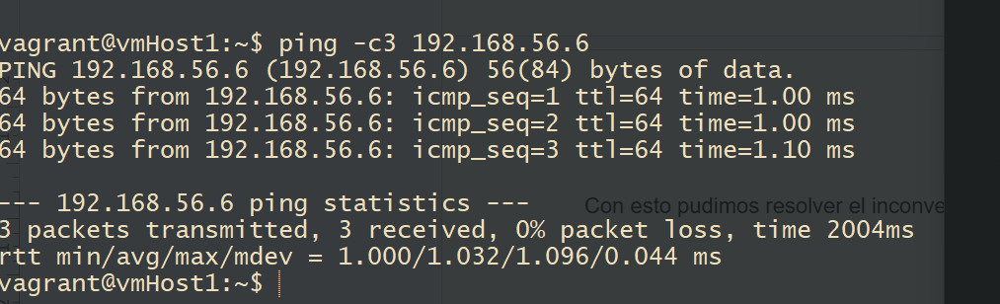 vagrant@vmHost1:~$ ping -c3 192.168.56.6
PING 192.168.56.6 (192.168.56.6) 56(84) bytes of data.
64 bytes from 192.168.56.6: icmp_seq=1 ttl=64 time=1.00 ms
64 bytes from 192.168.56.6: icmp_seq=2 ttl=64 time=1.00 ms
64 bytes from 192.168.56.6: icmp_seq=3 ttl=64 time=1.10 ms
--- 192.168.56.6 ping statistics ---
Con esto pudimos resolver el inconve
3 packets transmitted, 3 received, 0% packet loss, time 2004ms
rtt min/avg/max/mdev = 1.000/1.032/1.096/0.044 ms
vagrant@vmHost1:~$